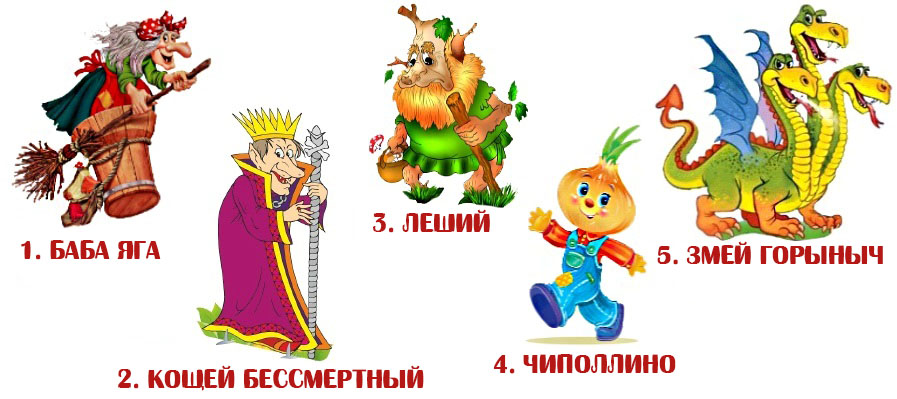 1. БАБА ЯГА
2. КОЩЕЙ БЕССМЕРТНЫЙ
3. ЛЕШИЙ
4. ЧИПОЛЛИНО
5. ЗМЕЙ ГОРЫНЫЧ